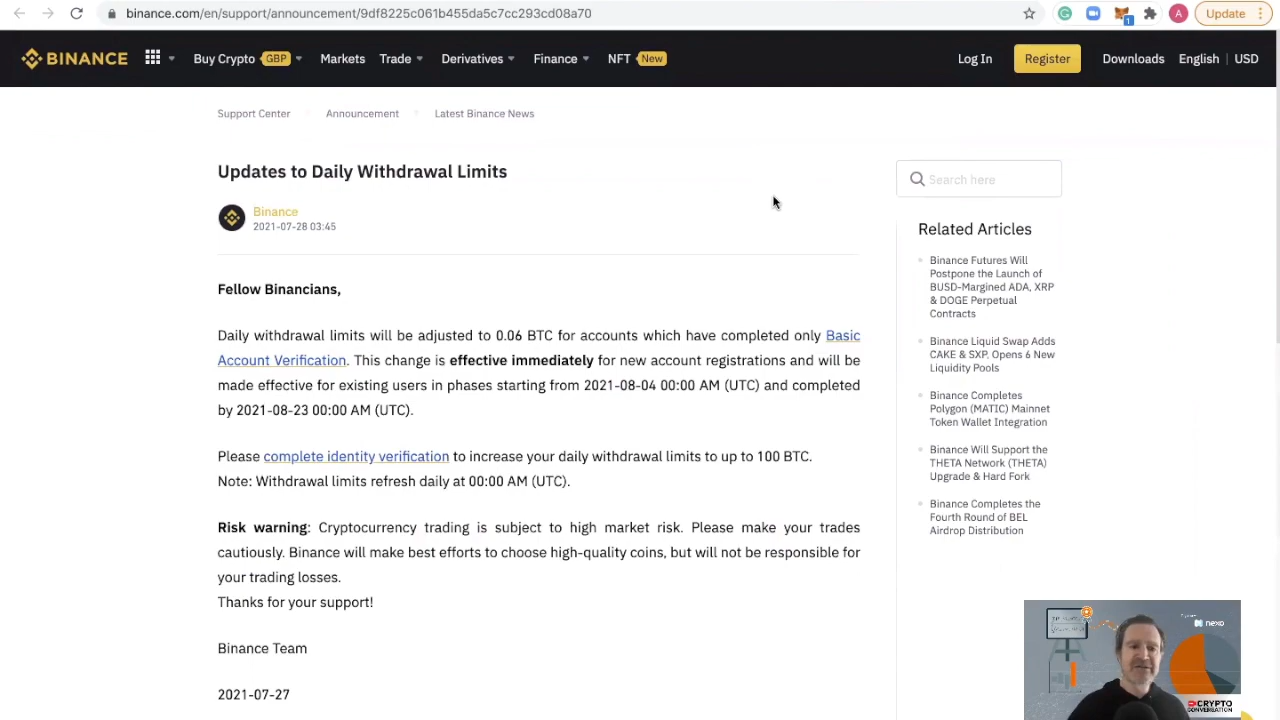 binance.com/en/support/announcement/9df8225c061b455da5c7cc293cd08a70
1
A
Update
BINANCE
Buy Crypto GBP
Markets
Trade
Derivatives
Finance
NFT New
Log In
Register
Downloads
English | USD
Support Center
Announcement
Latest Binance News
Updates to Daily Withdrawal Limits
Binance
2021-07-28 03:45
Fellow Binancians,
Daily withdrawal limits will be adjusted to 0.06 BTC for accounts which have completed only Basic
Account Verification. This change is effective immediately for new account registrations and will be
made effective for existing users in phases starting from 2021-08-04 00:00 AM (UTC) and completed
by 2021-08-23 00:00 AM (UTC).
Please complete identity verification to increase your daily withdrawal limits to up to 100 BTC.
Note: Withdrawal limits refresh daily at 00:00 AM (UTC).
Risk warning: Cryptocurrency trading is subject to high market risk. Please make your trades
cautiously. Binance will make best efforts to choose high-quality coins, but will not be responsible for
your trading losses.
Thanks for your support!
Binance Team
2021-07-27
Search here
Related Articles
Binance Futures Will
Postpone the Launch of
BUSD-Margined ADA, XRP
& DOGE Perpetual
Contracts
Binance Liquid Swap Adds
CAKE & SXP, Opens 6 New
Liquidity Pools
Binance Completes
Polygon (MATIC) Mainnet
Token Wallet Integration
Binance Will Support the
THETA Network (THETA)
Upgrade & Hard Fork
Binance Completes the
Fourth Round of BEL
Airdrop Distribution
nexo
CRYPTO
CONVERSATION